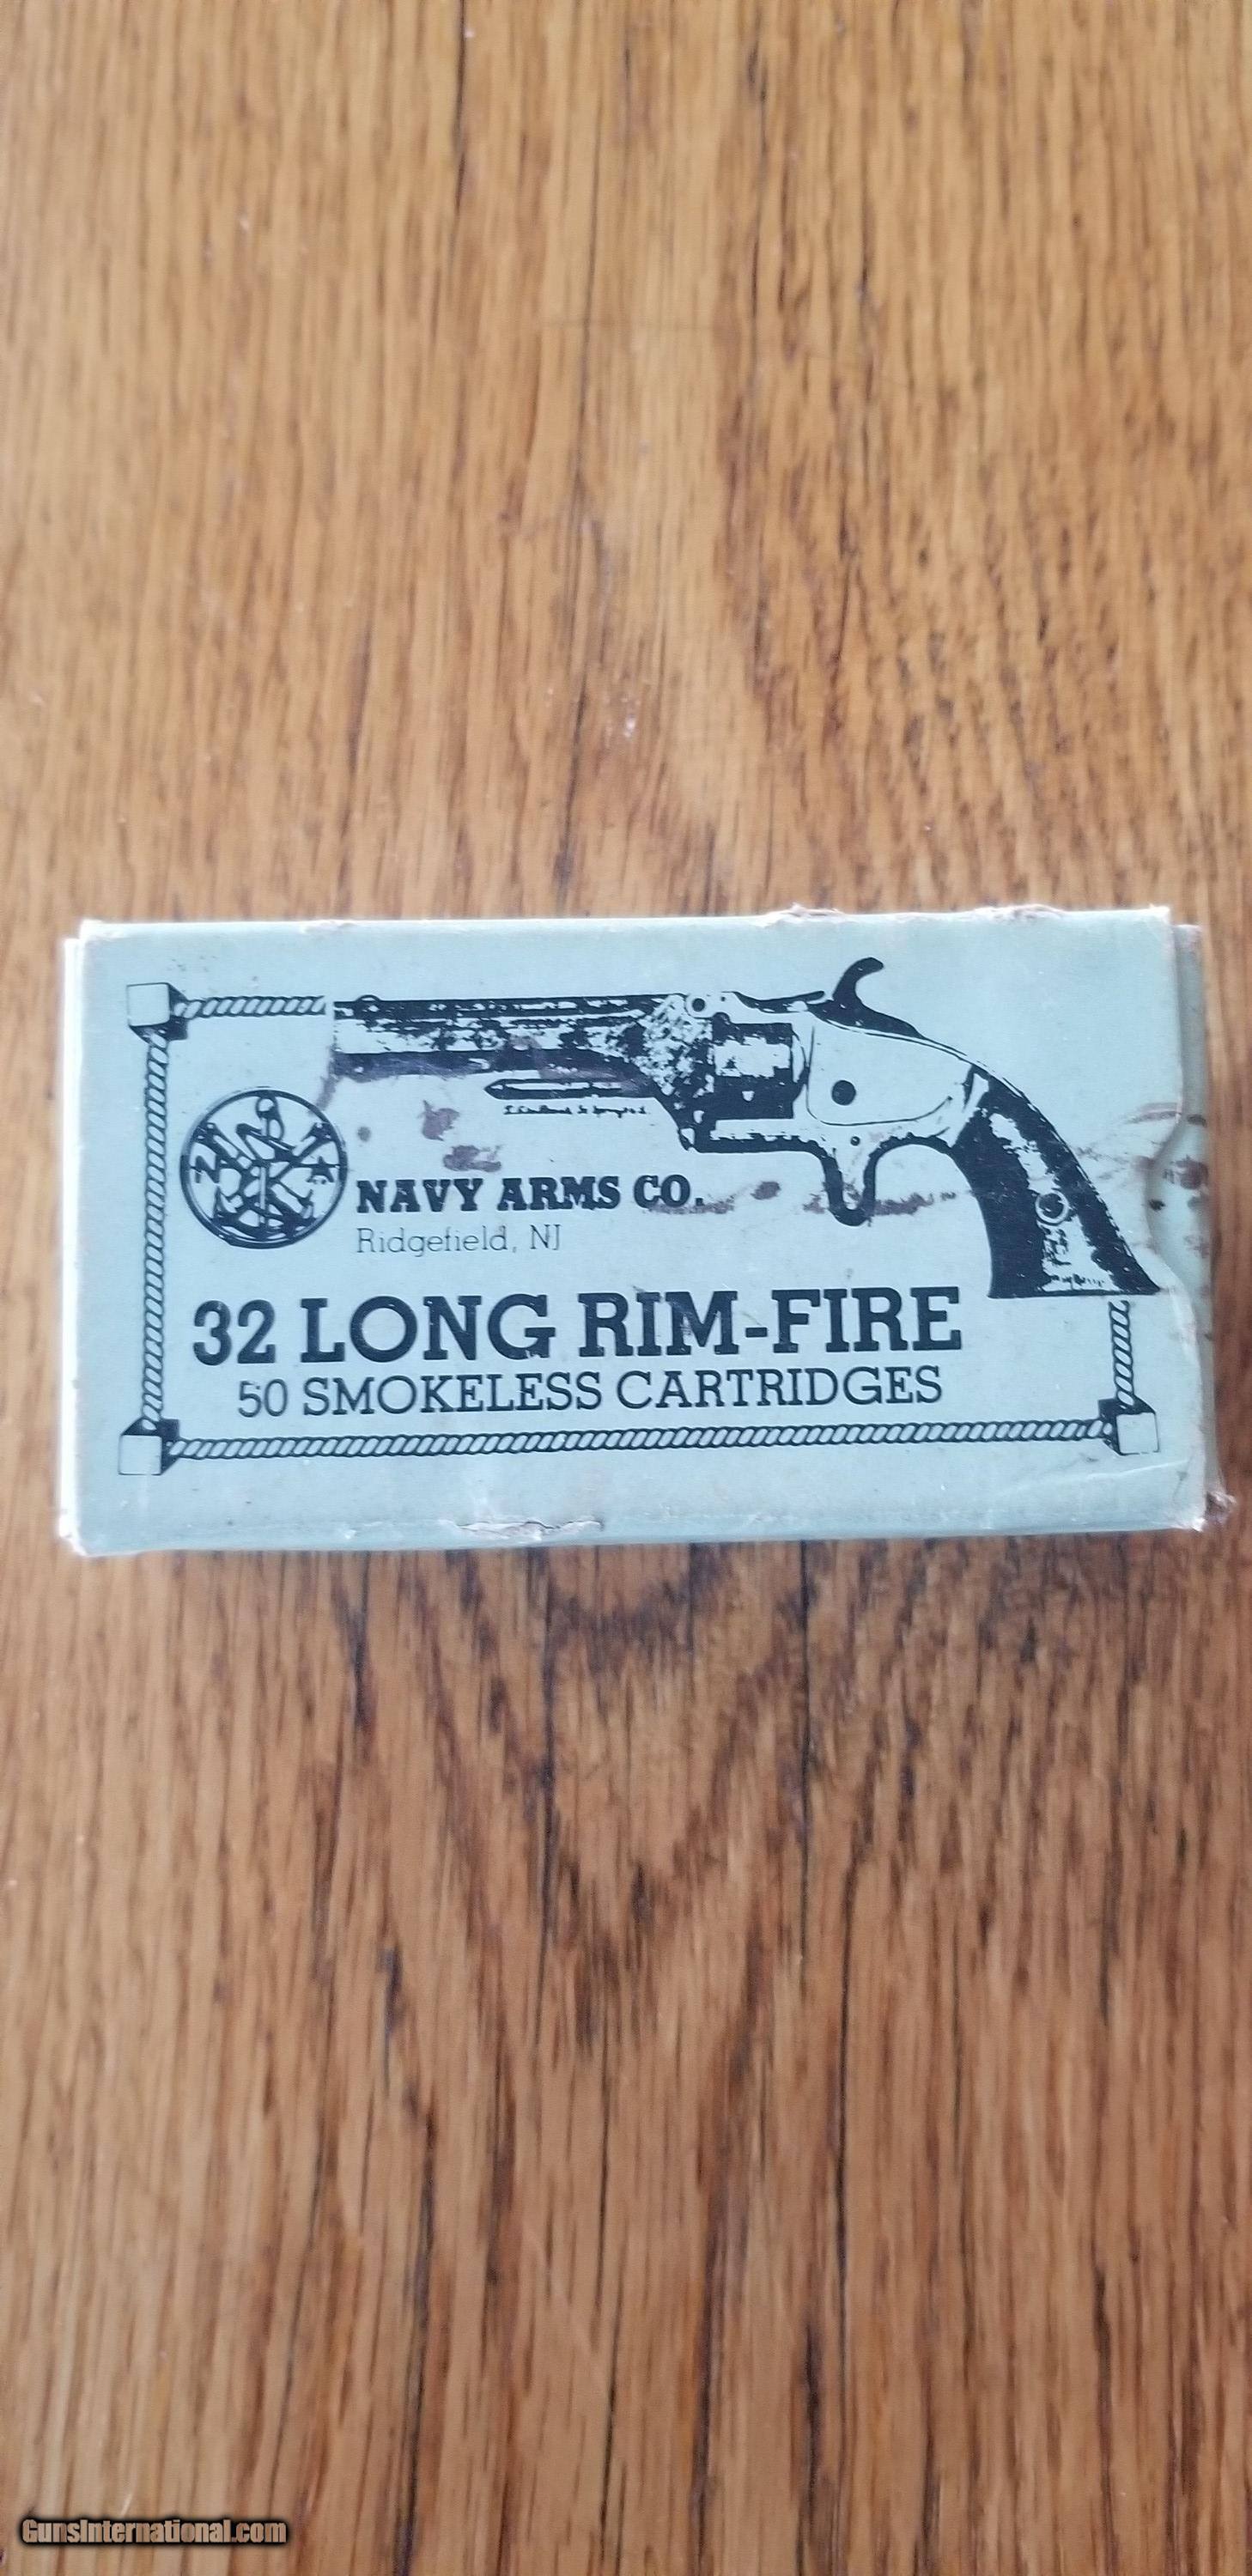 N A
NAVY ARMS CO.
Ridgefield, NJ
32 LONG RIM-FIRE
50 SMOKELESS CARTRIDGES
GunsInternational.com